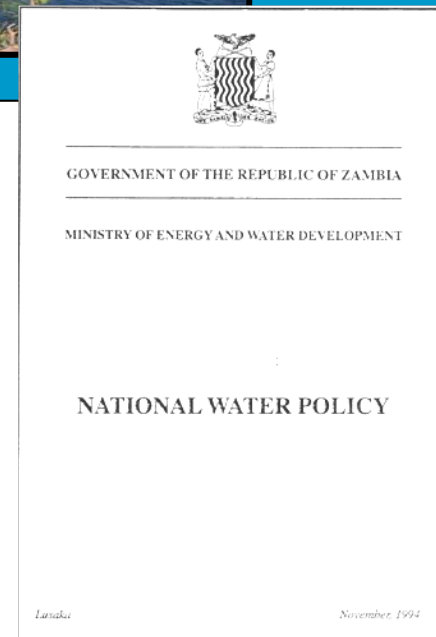 GOVERNMENT OF THE REPUBLIC OF ZAMBIA
MINISTRY OF ENERGY AND WATER DEVELOPMENT
NATIONAL WATER POLICY
Lusaka
November, 1994